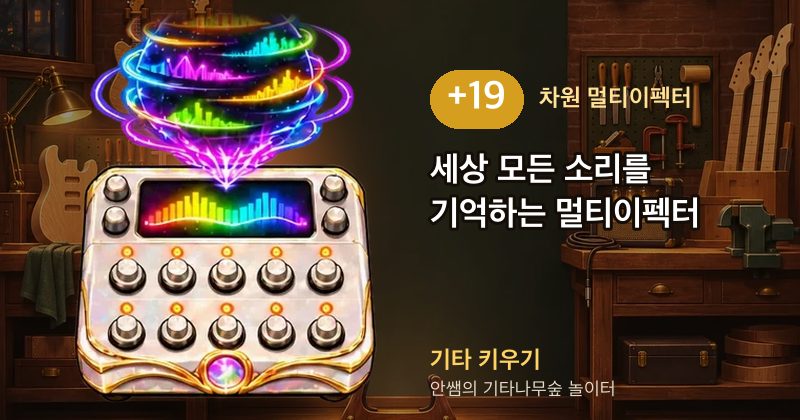 +19 차원 멀티이펙터
세상 모든 소리를
기억하는 멀티이펙터
기타 키우기
안쌤의 기타나무숲 놀이터